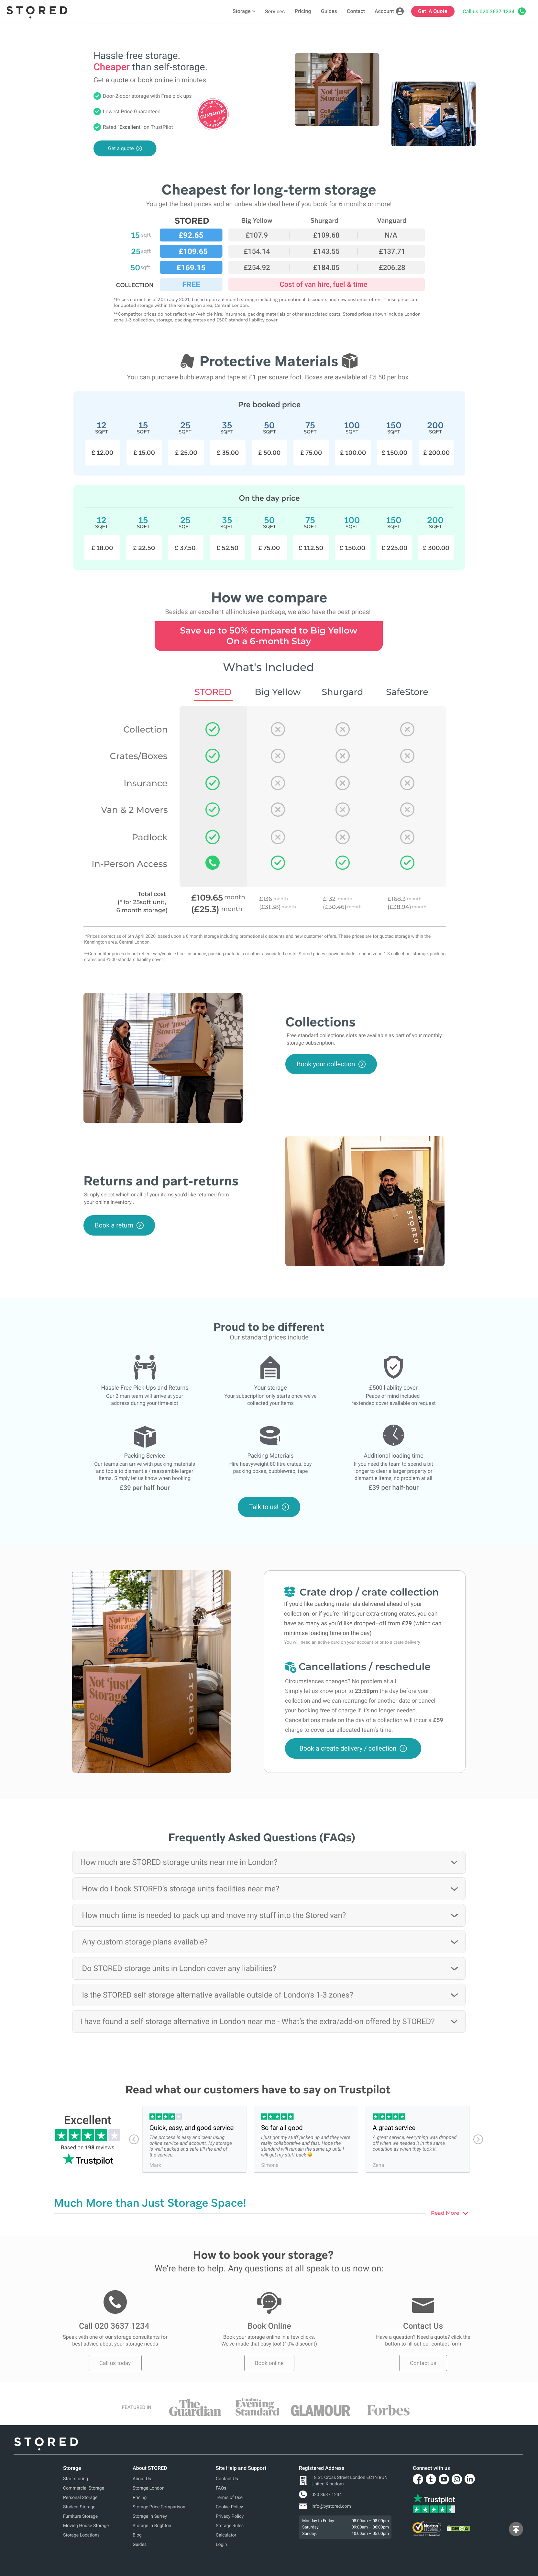 STORED
Storage
Services
Pricing
Guides
Contact
Account
Get A Quote
Call us 020 3637 1234
Hassle-free storage.
Cheaper than self-storage.
Get a quote or book online in minutes.
Door-2-door storage with Free pick ups
Lowest Price Guaranteed
Rated "Excellent" on TrustPilot
GUARANTEE
Get a quote
Cheapest for long-term storage
You get the best prices and an unbeatable deal here if you book for 6 months or more!
STORED Big Yellow Shurgard Vanguard
15 sqft £92.65 £107.9 £109.68 N/A
25 sqft £109.65 £154.14 £143.55 £137.71
50 sqft £169.15 £254.92 £184.05 £206.28
COLLECTION FREE Cost of van hire, fuel & time
*Prices correct as of 30th July 2021, based upon a 6 month storage including promotional discounts and new customer offers. These prices are
for quoted storage within the Kennington area, Central London.
**Competitor prices do not reflect van/vehicle hire, insurance, packing materials or other associated costs. Stored prices shown include London
zone 1-3 collection, storage, packing crates and £500 standard liability cover.
Protective Materials
You can purchase bubblewrap and tape at £1 per square foot. Boxes are available at £5.50 per box.
Pre booked price
12 15 25 35 50 75 100 150 200
SQFT SQFT SQFT SQFT SQFT SQFT SQFT SQFT SQFT
£ 12.00 £ 15.00 £ 25.00 £ 35.00 £ 50.00 £ 75.00 £ 100.00 £ 150.00 £ 200.00
On the day price
12 15 25 35 50 75 100 150 200
SQFT SQFT SQFT SQFT SQFT SQFT SQFT SQFT SQFT
£ 18.00 £ 22.50 £ 37.50 £ 52.50 £ 75.00 £ 112.50 £ 150.00 £ 225.00 £ 300.00
How we compare
Besides an excellent all-inclusive package, we also have the best prices!
Save up to 50% compared to Big Yellow
On a 6-month Stay
What's Included
STORED Big Yellow Shurgard SafeStore
Collection
Crates/Boxes
Insurance
Van & 2 Movers
Padlock
In-Person Access
Total cost
(* for 25sqft unit,
6 month storage)
£109.65 month
(£25.3) month
£136 month
(£31.38) month
£132 month
(£30.46) month
£168.3 month
(£38.94) month
*Prices correct as of 6th April 2020, based upon a 6 month storage including promotional discounts and new customer offers. These prices are for quoted storage within the
Kennington area, Central London.
**Competitor prices do not reflect van/vehicle hire, insurance, packing materials or other associated costs. Stored prices shown include London zone 1-3 collection, storage, packing
crates and £500 standard liability cover.
Collections
Free standard collections slots are available as part of your monthly
storage subscription.
Book your collection
Returns and part-returns
Simply select which or all of your items you'd like returned from
your online inventory .
Book a return
STORED
Proud to be different
Our standard prices include
Hassle-Free Pick-Ups and Returns
Our 2 man team will arrive at your
address during your time-slot
Your storage
Your subscription only starts once we've
collected your items
£500 liability cover
Peace of mind included
*extended cover available on request
Packing Service
Our teams can arrive with packing materials
and tools to dismantle / reassemble larger
items. Simply let us know when booking
£39 per half-hour
Packing Materials
Hire heavyweight 80 litre crates, buy
packing boxes, bubblewrap, tape
Additional loading time
If you need the team to spend a bit
longer to clear a larger property or
dismantle items, no problem at all
£39 per half-hour
Talk to us!
Not 'just
Storage'
Collect
Store
Deliver
Crate drop / crate collection
If you'd like packing materials delivered ahead of your
collection, or if you're hiring our extra-strong crates, you can
have as many as you'd like dropped-off from £29 (which can
minimise loading time on the day)
You will need an active card on your account prior to a crate delivery
Cancellations / reschedule
Circumstances changed? No problem at all.
Simply let us know prior to 23:59pm the day before your
collection and we can rearrange for another date or cancel
your booking free of charge if it's no longer needed.
Cancellations made on the day of a collection will incur a £59
charge to cover our allocated team's time.
Book a create delivery / collection
Frequently Asked Questions (FAQs)
How much are STORED storage units near me in London?
How do I book STORED's storage units facilities near me?
How much time is needed to pack up and move my stuff into the Stored van?
Any custom storage plans available?
Do STORED storage units in London cover any liabilities?
Is the STORED self storage alternative available outside of London's 1-3 zones?
I have found a self storage alternative in London near me - What's the extra/add-on offered by STORED?
Read what our customers have to say on Trustpilot
Excellent
Based on 198 reviews
Trustpilot
Quick, easy, and good service
The process is easy and clear using
online service and account. My storage
is well packed and safe till the end of
the storage.
Mark
So far all good
I just got my stuff picked up and they were
really collaborative and fast. Hope the
standard will remain the same up until I
will get my stuff back
Simona
A great service
A great service, everything was dropped
off when we needed it in the same
condition as when they took it.
Zena
Much More than Just Storage Space!
Read More
How to book your storage?
We're here to help. Any questions at all speak to us now on:
Call 020 3637 1234
Speak with one of our storage consultants for
best advice about your storage needs
Call us today
Book Online
Book your storage online in a few clicks.
We've made that easy too! (10% discount)
Book online
Contact Us
Have a question? Need a quote? click the
button to fill out our contact form
Contact us
FEATURED IN
The Guardian
London Evening Standard
GLAMOUR
Forbes
STORED
Storage
Start storing
Commercial Storage
Personal Storage
Student Storage
Furniture Storage
Moving House Storage
Storage Locations
About STORED
About Us
Storage London
Pricing
Storage Price Comparison
Storage In Surrey
Storage In Brighton
Blog
Guides
Site Help and Support
Contact Us
FAQs
Terms of Use
Cookie Policy
Privacy Policy
Storage Rules
Calculator
Login
Registered Address
18 St. Cross Street London EC1N 8UN
United Kingdom
020 3637 1234
info@bystored.com
Monday to Friday: 08:00am – 08:00pm
Saturday: 09:00am – 06:00pm
Sunday: 10:00am – 05:00pm
Connect with us
Trustpilot
Norton